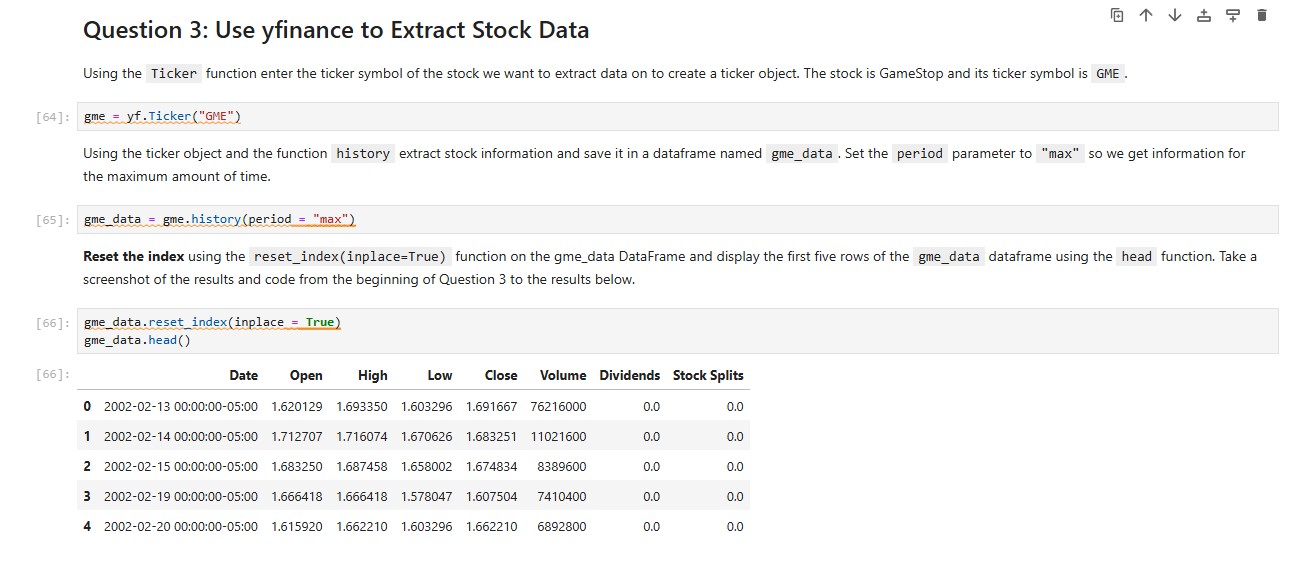 Question 3: Use yfinance to Extract Stock Data
Using the Ticker function enter the ticker symbol of the stock we want to extract data on to create a ticker object. The stock is GameStop and its ticker symbol is GME .
[64]: gme = yf.Ticker("GME")
Using the ticker object and the function history extract stock information and save it in a dataframe named gme_data . Set the period parameter to "max" so we get information for
the maximum amount of time.
[65]: gme_data = gme.history(period = "max")
Reset the index using the reset_index(inplace=True) function on the gme_data DataFrame and display the first five rows of the gme_data dataframe using the head function. Take a
screenshot of the results and code from the beginning of Question 3 to the results below.
[66]: gme_data.reset_index(inplace = True)
gme_data.head()
[66]: Date Open High Low Close Volume Dividends Stock Splits
0 2002-02-13 00:00:00-05:00 1.620129 1.693350 1.603296 1.691667 76216000 0.0 0.0
1 2002-02-14 00:00:00-05:00 1.712707 1.716074 1.670626 1.683251 11021600 0.0 0.0
2 2002-02-15 00:00:00-05:00 1.683250 1.687458 1.658002 1.674834 8389600 0.0 0.0
3 2002-02-19 00:00:00-05:00 1.666418 1.666418 1.578047 1.607504 7410400 0.0 0.0
4 2002-02-20 00:00:00-05:00 1.615920 1.662210 1.603296 1.662210 6892800 0.0 0.0